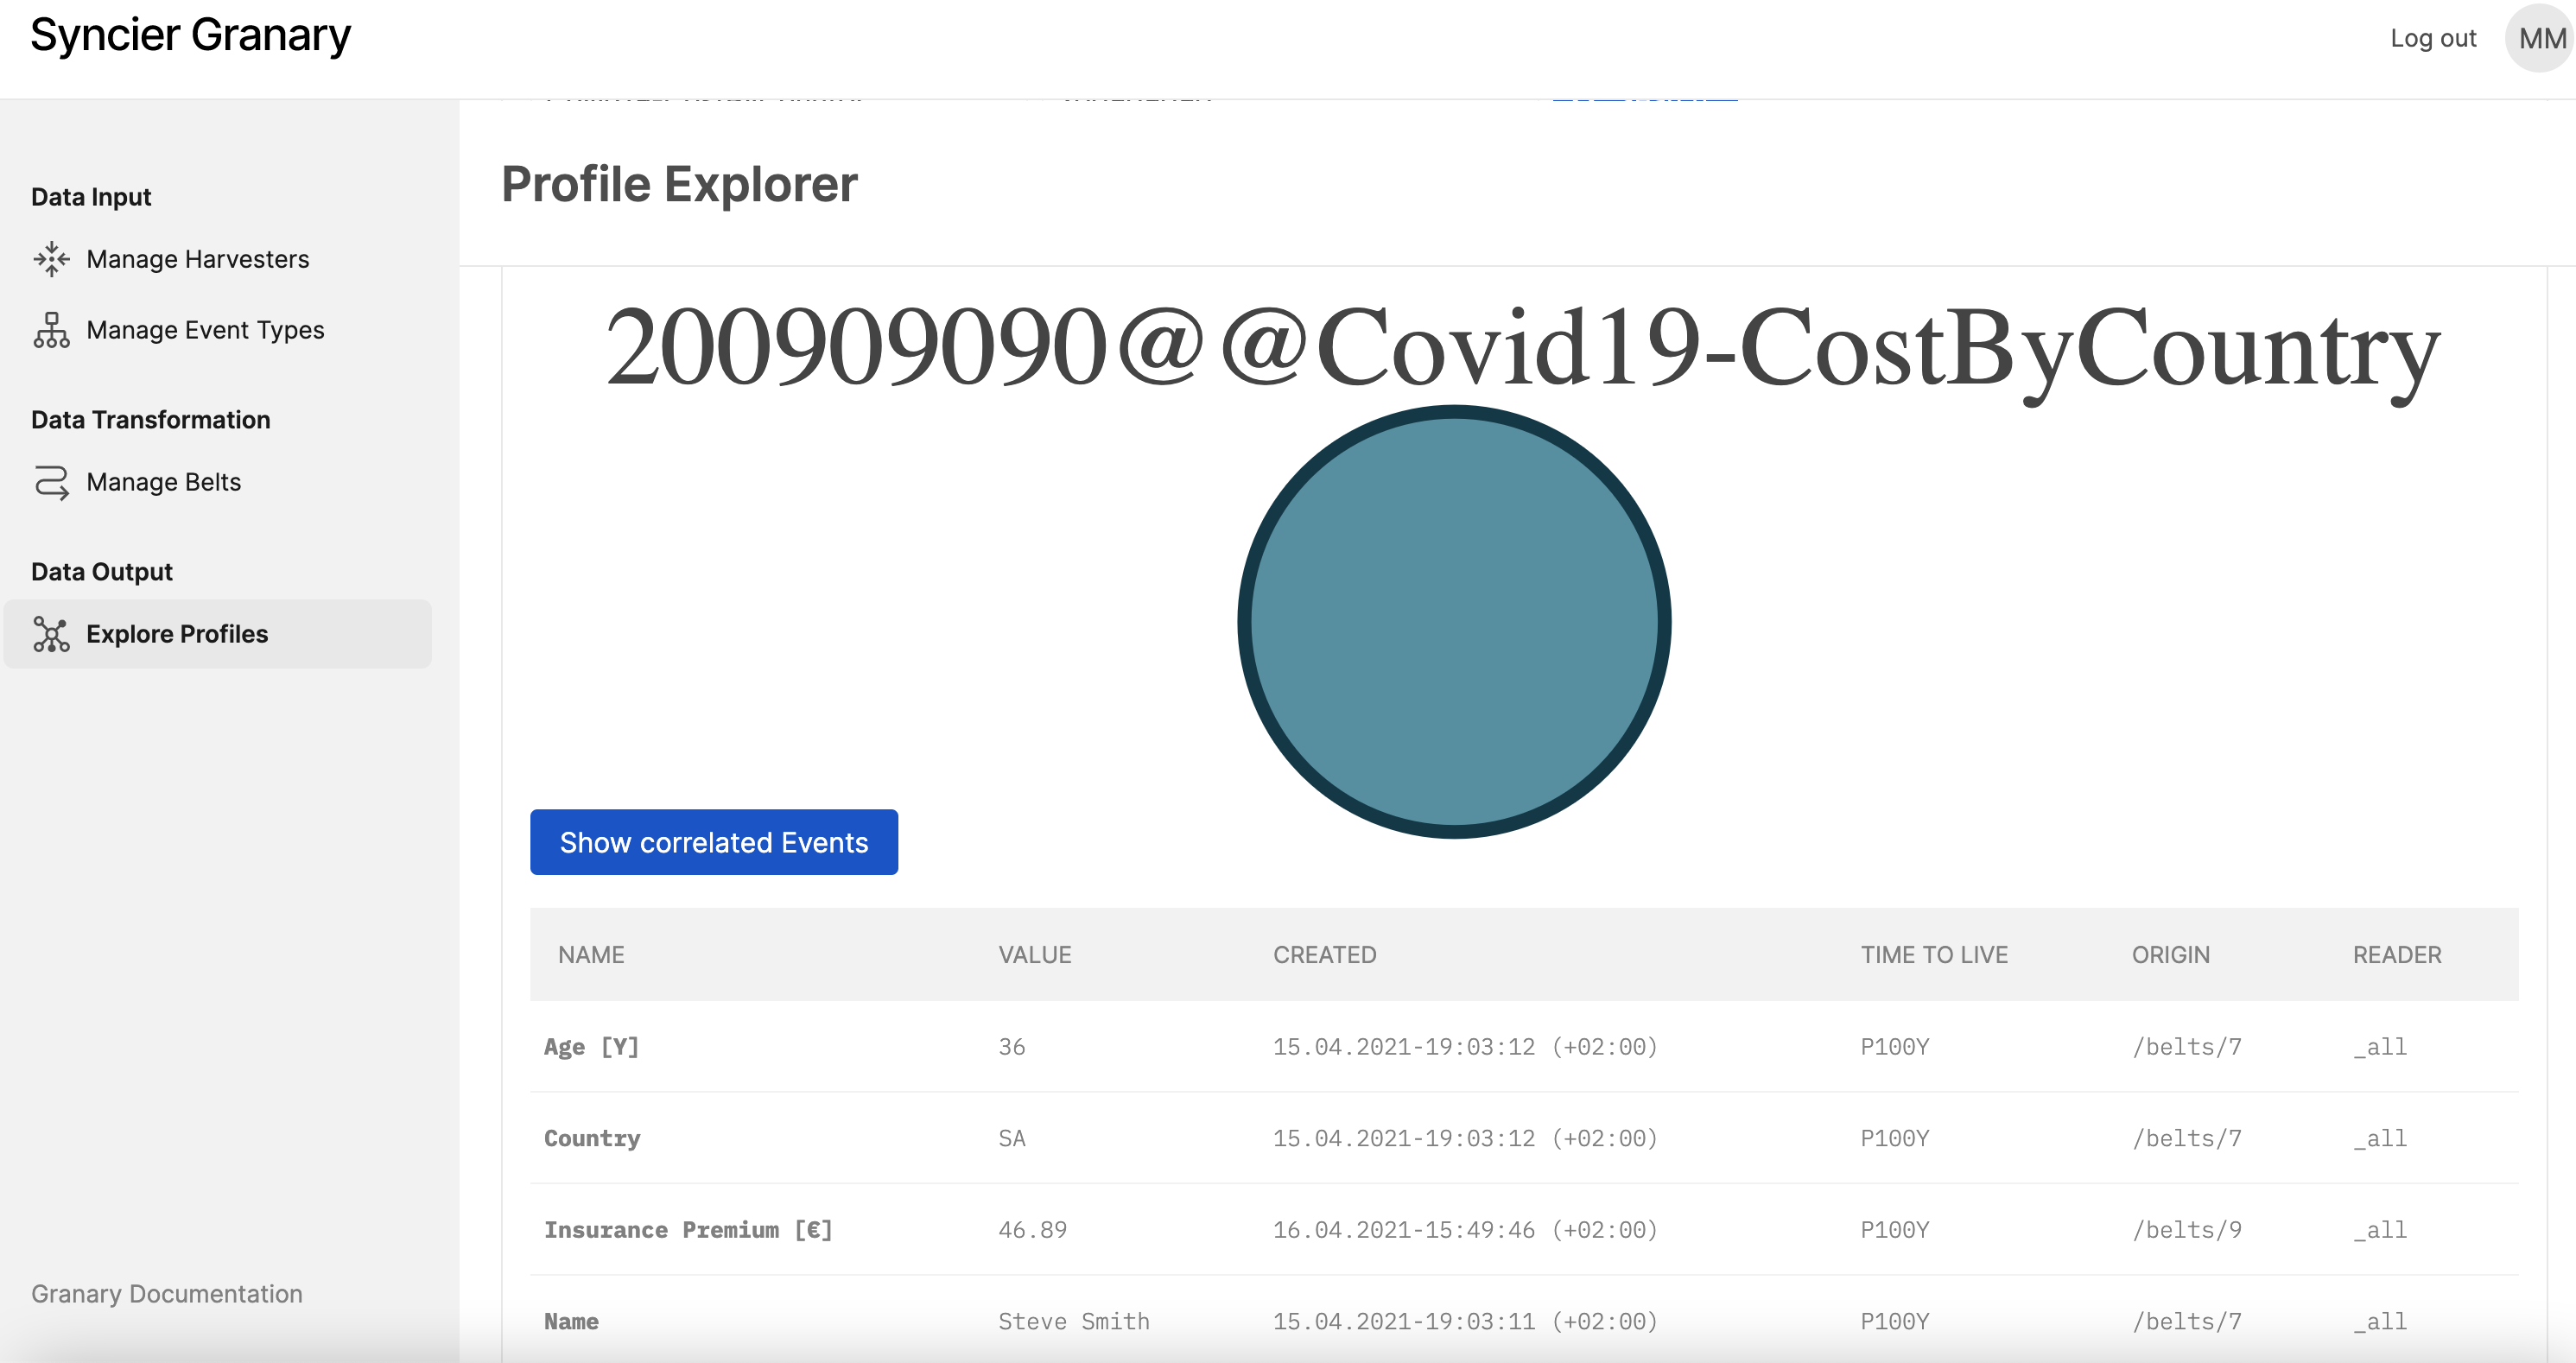 Syncier Granary
Log out
MM
Data Input
Manage Harvesters
Manage Event Types
Data Transformation
Manage Belts
Data Output
Explore Profiles
Granary Documentation
Profile Explorer
200909090@@Covid19-CostByCountry
Show correlated Events
NAME VALUE CREATED TIME TO LIVE ORIGIN READER
Age [Y] 36 15.04.2021-19:03:12 (+02:00) P100Y /belts/7 _all
Country SA 15.04.2021-19:03:12 (+02:00) P100Y /belts/7 _all
Insurance Premium [€] 46.89 16.04.2021-15:49:46 (+02:00) P100Y /belts/9 _all
Name Steve Smith 15.04.2021-19:03:11 (+02:00) P100Y /belts/7 _all